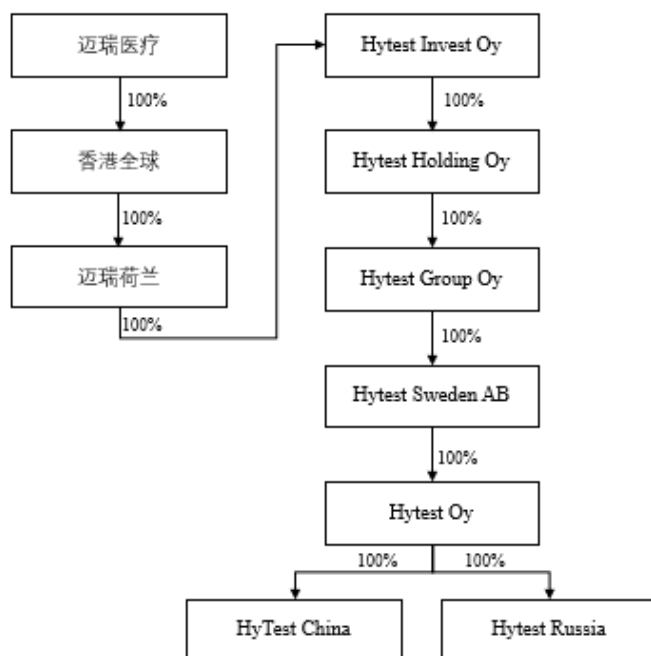 迈瑞医疗
100%
香港全球
100%
迈瑞荷兰
100%
Hytest Invest Oy
100%
Hytest Holding Oy
100%
Hytest Group Oy
100%
Hytest Sweden AB
100%
Hytest Oy
100%
100%
HyTest China
Hytest Russia